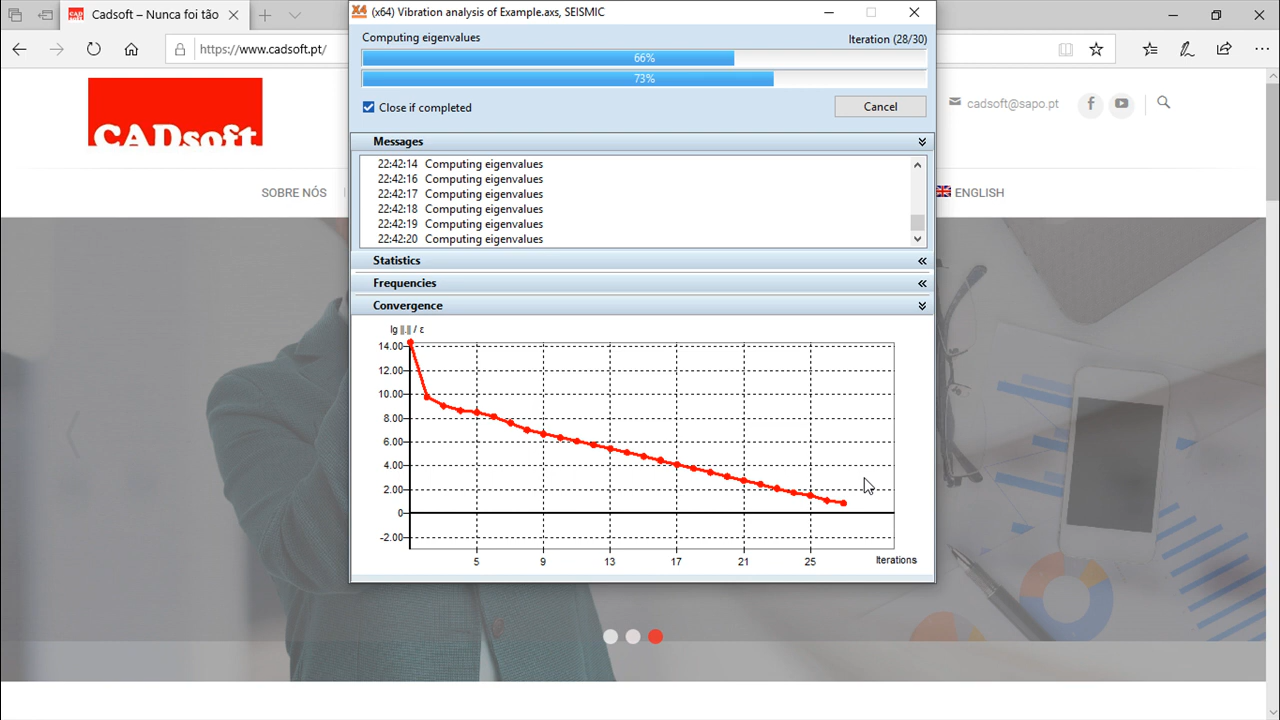 CAD
SOFT
Cadsoft – Nunca foi tão
https://www.cadsoft.pt/
X4 (x64) Vibration analysis of Example.axs, SEISMIC
Computing eigenvalues
Iteration (28/30)
66%
73%
Close if completed
Cancel
Messages
22:42:14 Computing eigenvalues
22:42:16 Computing eigenvalues
22:42:17 Computing eigenvalues
22:42:18 Computing eigenvalues
22:42:19 Computing eigenvalues
22:42:20 Computing eigenvalues
Statistics
Frequencies
Convergence
lg ||.|| / ε
14.00
12.00
10.00
8.00
6.00
4.00
2.00
0
-2.00
5 9 13 17 21 25 Iterations
CADsoft
cadsoft@sapo.pt
SOBRE NÓS
ENGLISH